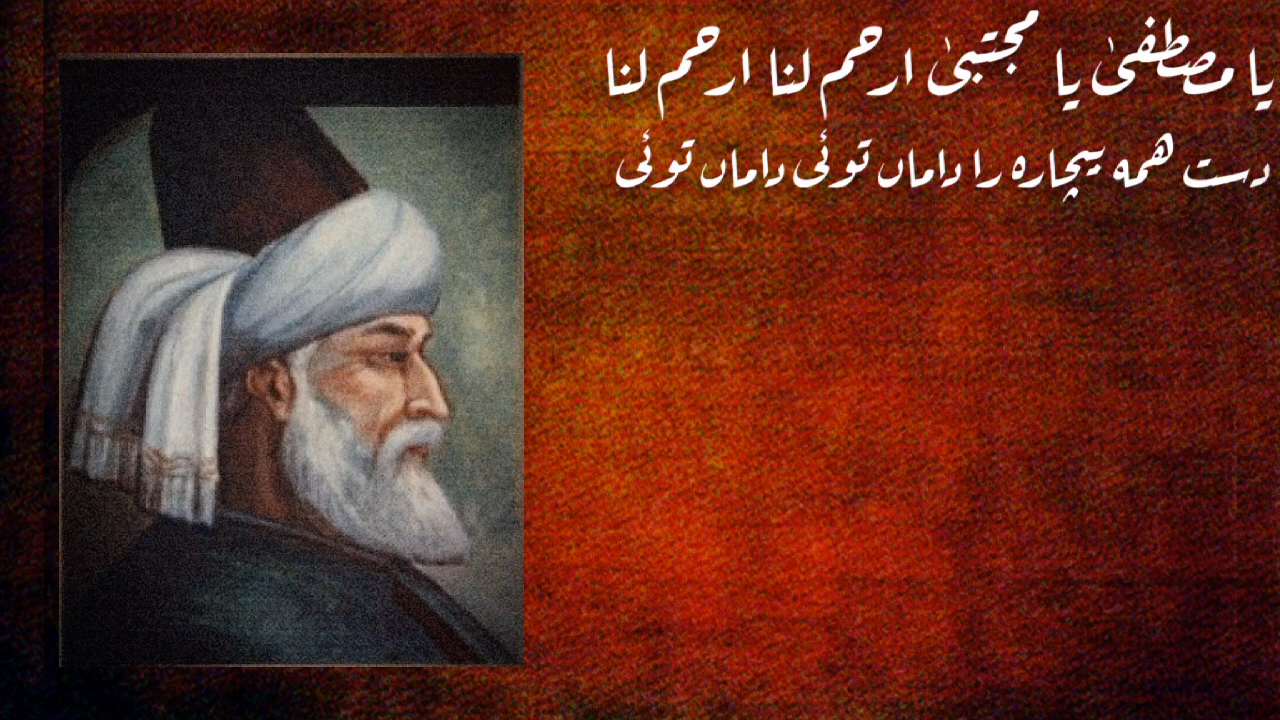 یا مصطفیٰ یا مجتبیٰ ارحم لنا ارحم لنا
دست همه بیچاره را داماں توئی داماں توئی